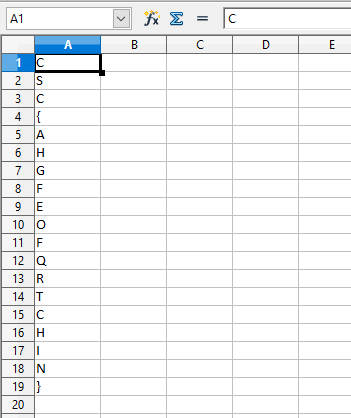 A1 C
A B C D E
1 C
2 S
3 C
4 {
5 A
6 H
7 G
8 F
9 E
10 O
11 F
12 Q
13 R
14 T
15 C
16 H
17 I
18 N
19 }
20